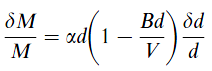 δM/M = αd(1 − Bd/V) δd/d